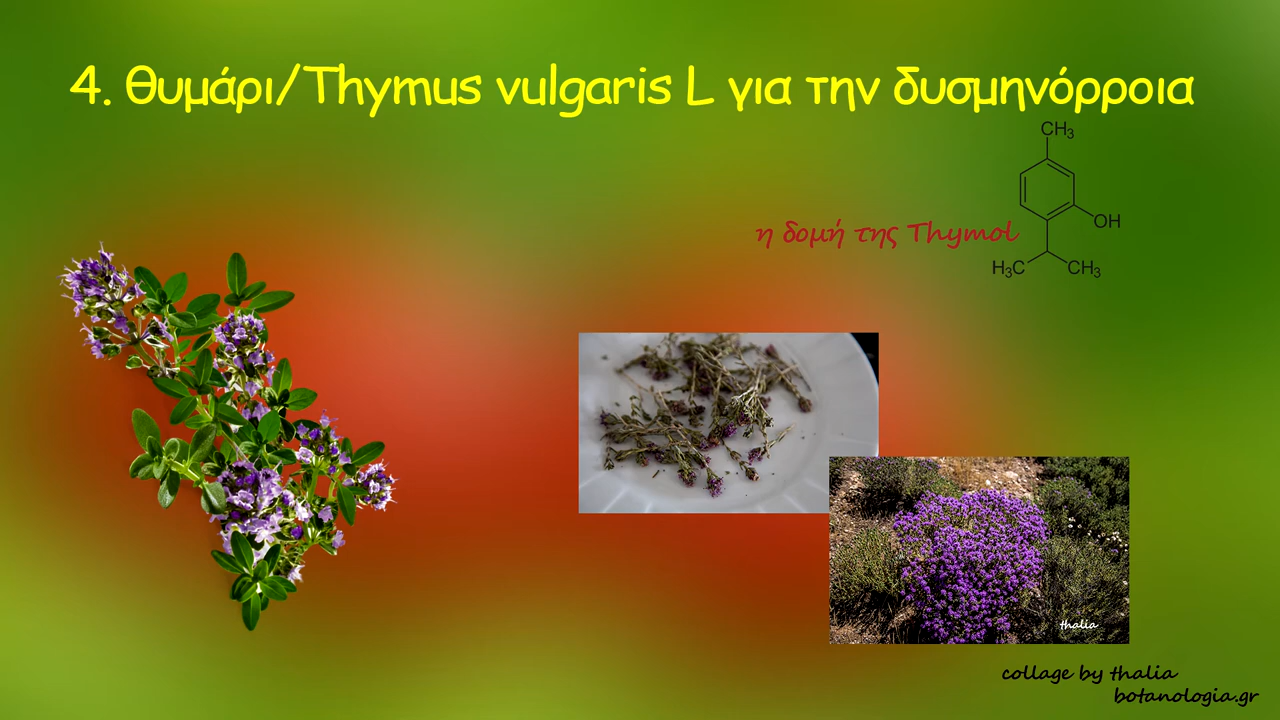 4. Θυμάρι/Thymus vulgaris L για την δυσμηνόρροια
CH3
OH
η δομή της Thymol
H3C CH3
thalia
collage by thalia
botanologia.gr